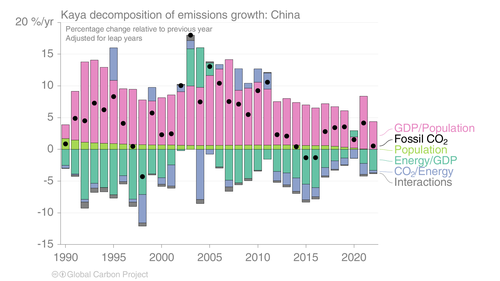 Kaya decomposition of emissions growth: China
20 %/yr
Percentage change relative to previous year
Adjusted for leap years
15
10
5
0
-5
-10
-15
GDP/Population
Fossil CO₂
Population
Energy/GDP
CO₂/Energy
Interactions
1990
1995
2000
2005
2010
2015
2020
Global Carbon Project